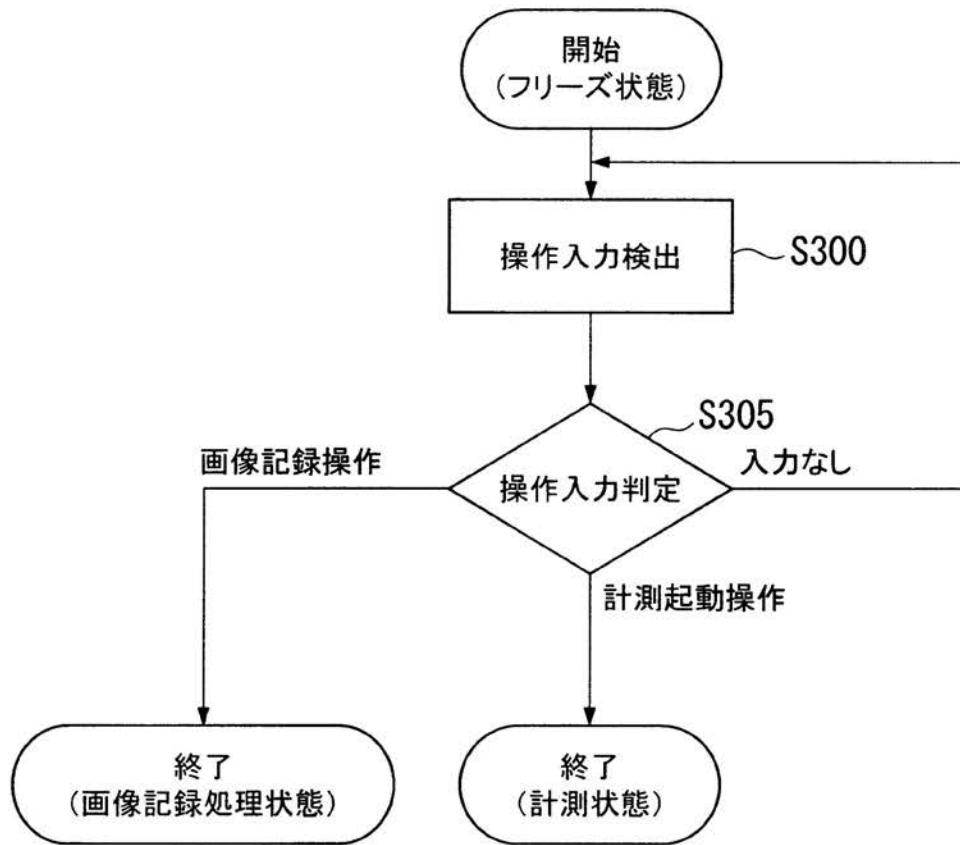 開始
(フリーズ状態)
操作入力検出
S300
S305
画像記録操作
操作入力判定
入力なし
計測起動操作
終了
(画像記録処理状態)
終了
(計測状態)